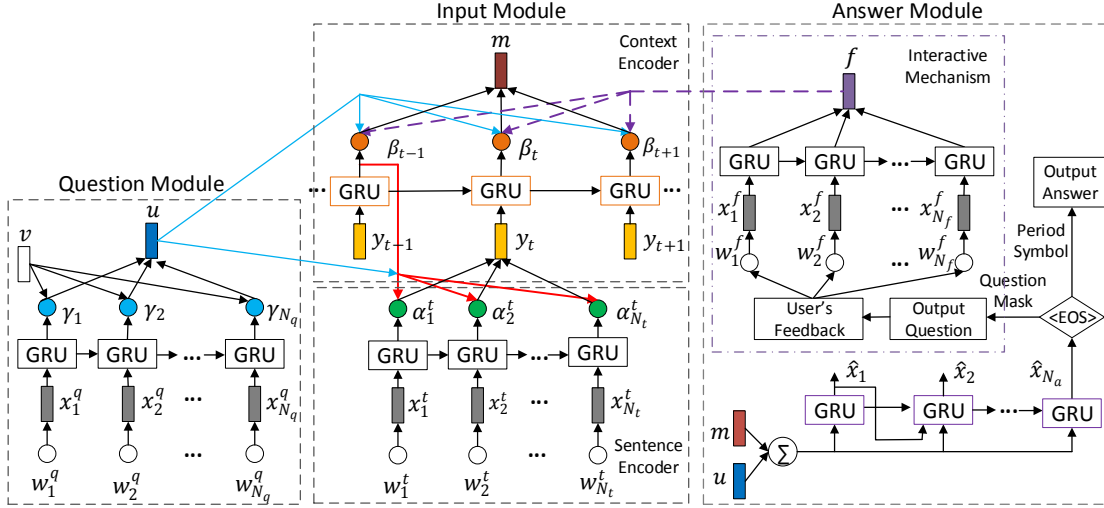 Question Module
v
u
γ_1 γ_2 γ_{N_q}
GRU GRU ... GRU
x_1^q x_2^q ... x_{N_q}^q
w_1^q w_2^q ... w_{N_q}^q
Input Module
Context
Encoder
m
β_{t−1} β_t β_{t+1}
... GRU GRU GRU ...
y_{t−1} y_t y_{t+1}
α_1^t α_2^t α_{N_t}^t
GRU GRU ... GRU
x_1^t x_2^t ... x_{N_t}^t
Sentence
Encoder
w_1^t w_2^t ... w_{N_t}^t
Answer Module
Interactive
Mechanism
f
GRU GRU ... GRU
x_1^f x_2^f ... x_{N_f}^f
w_1^f w_2^f ... w_{N_f}^f
User's
Feedback
Output
Question
Question
Mask
<EOS>
Period
Symbol
Output
Answer
x̂_1 x̂_2 x̂_{N_a}
GRU GRU ... GRU
m
Σ
u